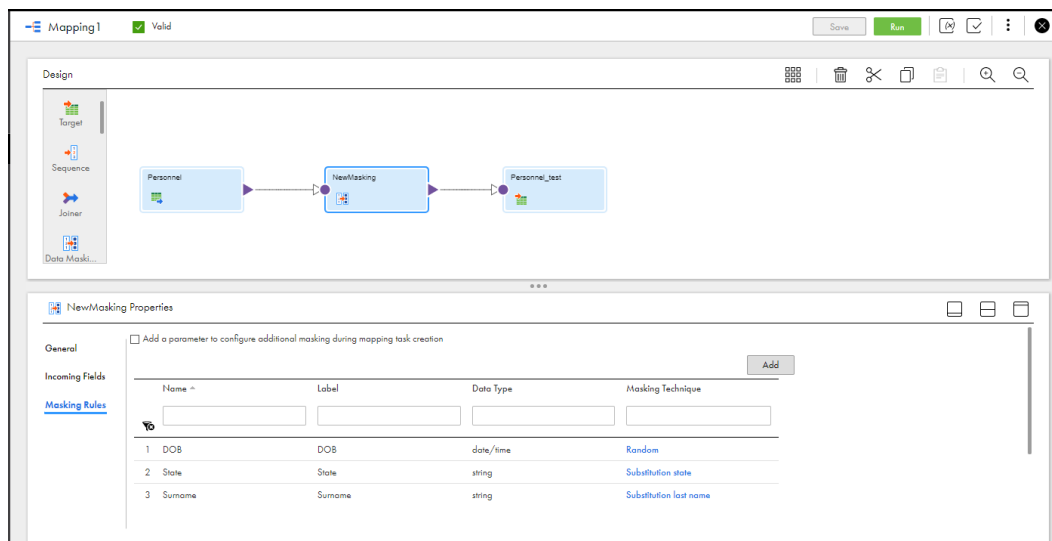 Mapping1
Valid
Save
Run
Design
Target
Sequence
Joiner
Data Maski...
Personnel
NewMasking
Personnel_test
NewMasking Properties
General
Incoming Fields
Masking Rules
Add a parameter to configure additional masking during mapping task creation
Add
Name Label Data Type Masking Technique
1 DOB DOB date/time Random
2 State State string Substitution state
3 Surname Surname string Substitution last name